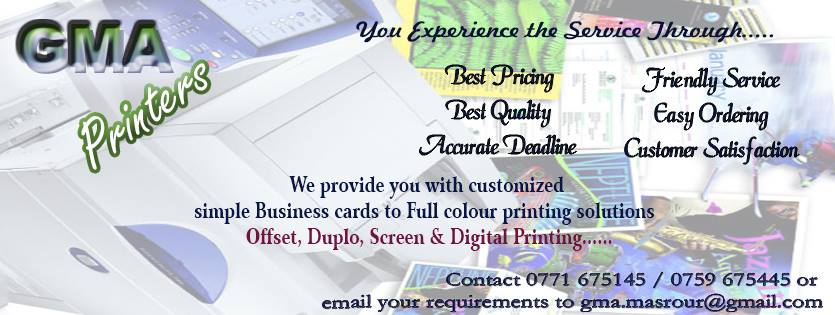 GMA
Printers
You Experience the Service Through.....
Best Pricing
Friendly Service
Best Quality
Easy Ordering
Accurate Deadline
Customer Satisfaction
We provide you with customized
simple Business cards to Full colour printing solutions
Offset, Duplo, Screen & Digital Printing......
Contact 0771 675145 / 0759 675445 or
email your requirements to gma.masrour@gmail.com